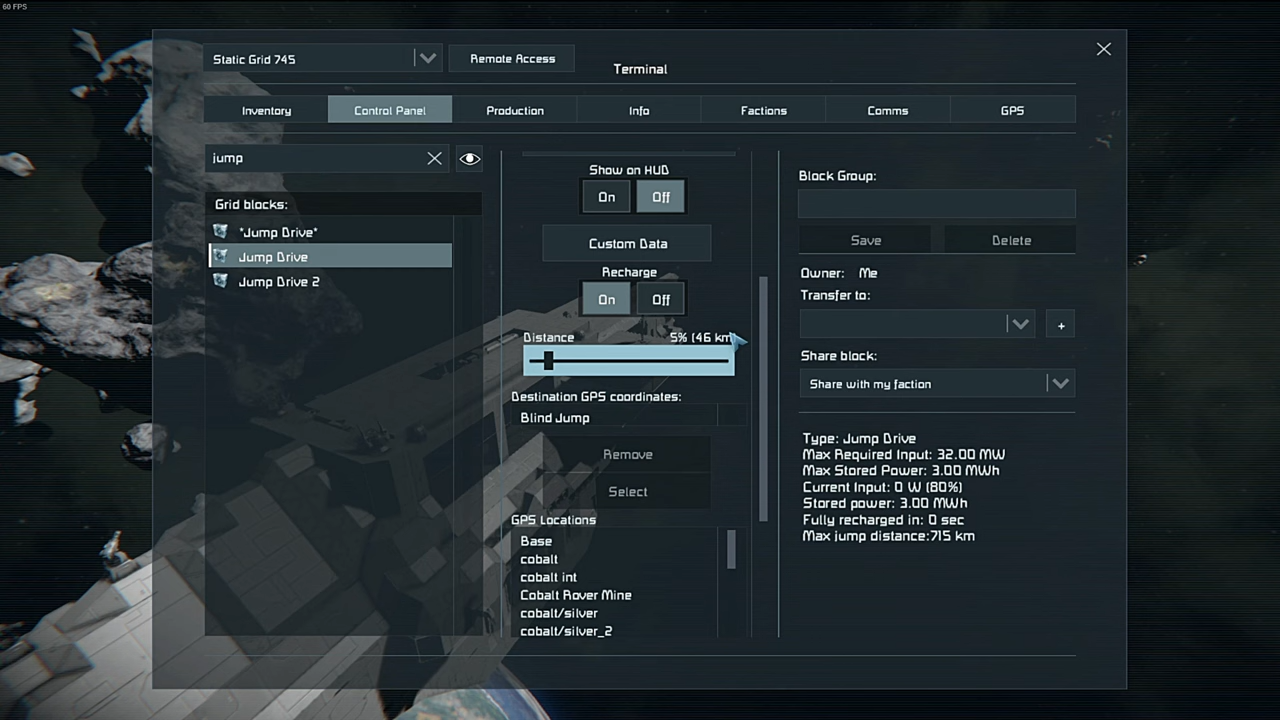 60 FPS
Static Grid 745
Remote Access
Terminal
Inventory
Control Panel
Production
Info
Factions
Comms
GPS
jump
Grid blocks:
*Jump Drive*
Jump Drive
Jump Drive 2
Show on HUD
On Off
Custom Data
Recharge
On Off
Distance 5% (46 km)
Destination GPS coordinates:
Blind Jump
Remove
Select
GPS Locations
Base
cobalt
cobalt int
Cobalt Rover Mine
cobalt/silver
cobalt/silver_2
Block Group:
Save Delete
Owner: Me
Transfer to:
+
Share block:
Share with my faction
Type: Jump Drive
Max Required Input: 32.00 MW
Max Stored Power: 3.00 MWh
Current Input: 0 W (80%)
Stored power: 3.00 MWh
Fully recharged in: 0 sec
Max jump distance:715 km